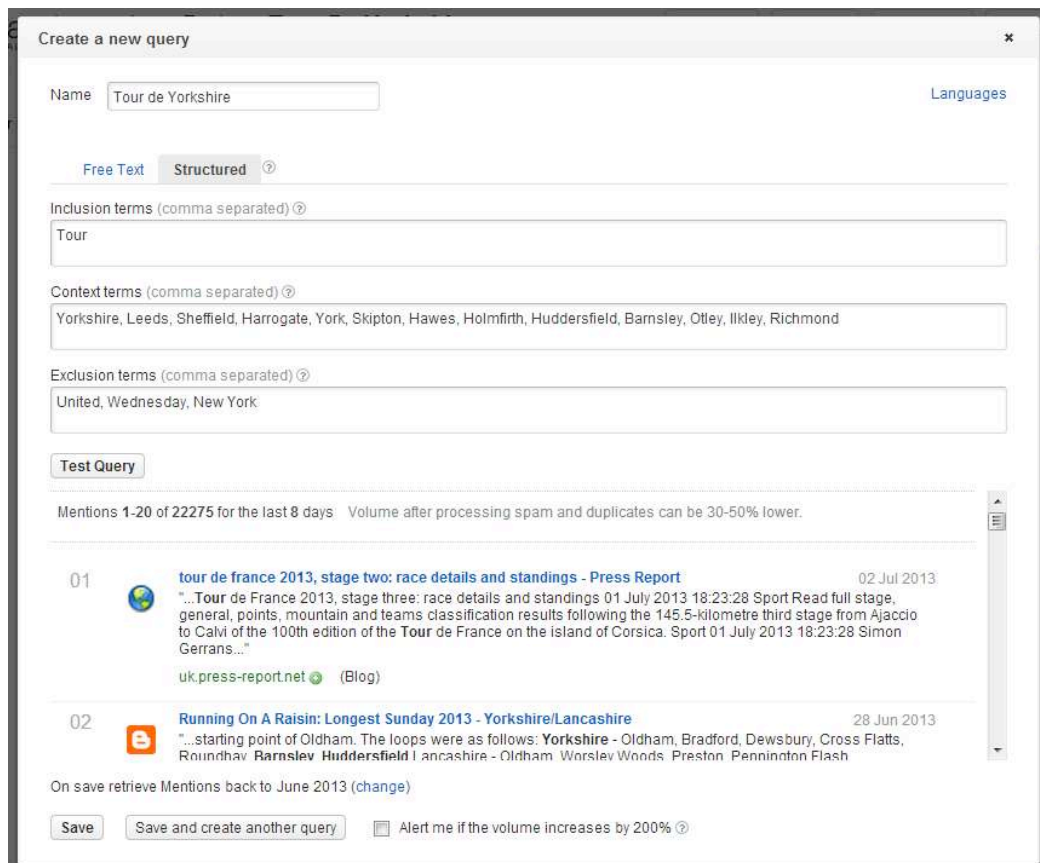 Create a new query
Name Tour de Yorkshire Languages
Free Text Structured ?
Inclusion terms (comma separated) ?
Tour
Context terms (comma separated) ?
Yorkshire, Leeds, Sheffield, Harrogate, York, Skipton, Hawes, Holmfirth, Huddersfield, Barnsley, Otley, Ilkley, Richmond
Exclusion terms (comma separated) ?
United, Wednesday, New York
Test Query
Mentions 1-20 of 22275 for the last 8 days Volume after processing spam and duplicates can be 30-50% lower.
01 tour de france 2013, stage two: race details and standings - Press Report 02 Jul 2013
"...Tour de France 2013, stage three: race details and standings 01 July 2013 18:23:28 Sport Read full stage,
general, points, mountain and teams classification results following the 145.5-kilometre third stage from Ajaccio
to Calvi of the 100th edition of the Tour de France on the island of Corsica. Sport 01 July 2013 18:23:28 Simon
Gerrans..."
uk.press-report.net (Blog)
02 Running On A Raisin: Longest Sunday 2013 - Yorkshire/Lancashire 28 Jun 2013
"...starting point of Oldham. The loops were as follows: Yorkshire - Oldham, Bradford, Dewsbury, Cross Flatts,
Roundhay, Barnsley, Huddersfield Lancashire - Oldham, Worsley Woods, Preston, Pennington Flash
On save retrieve Mentions back to June 2013 (change)
Save Save and create another query Alert me if the volume increases by 200% ?